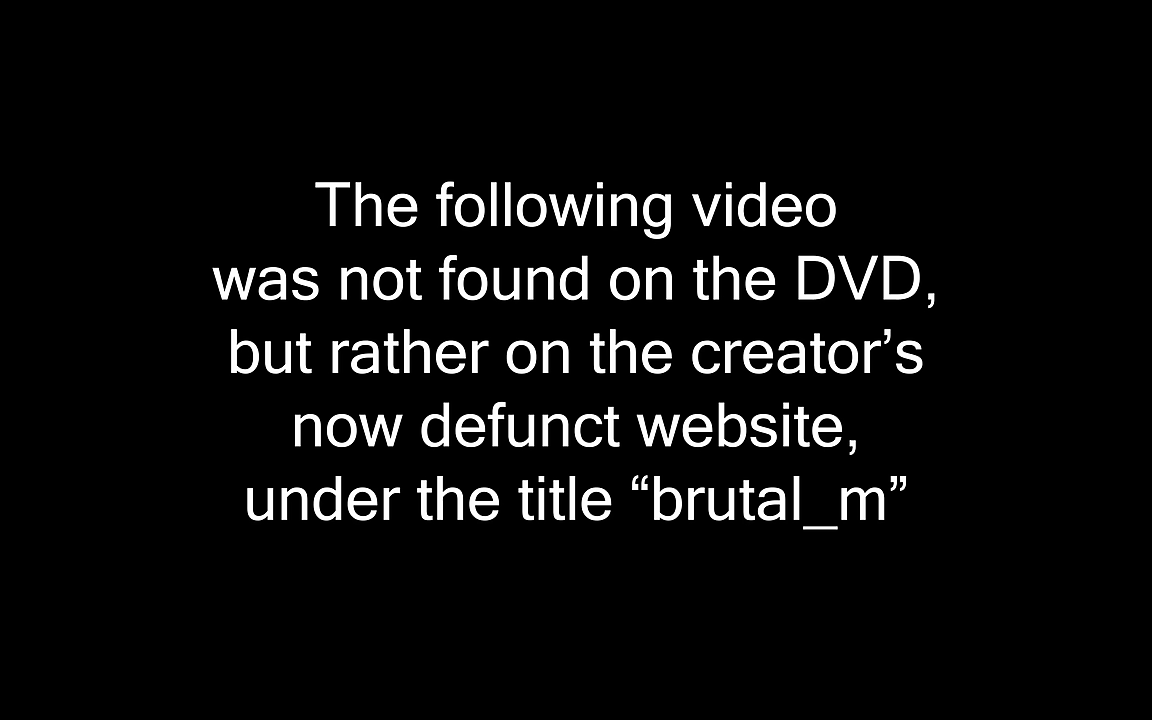 The following video
was not found on the DVD,
but rather on the creator’s
now defunct website,
under the title “brutal_m”